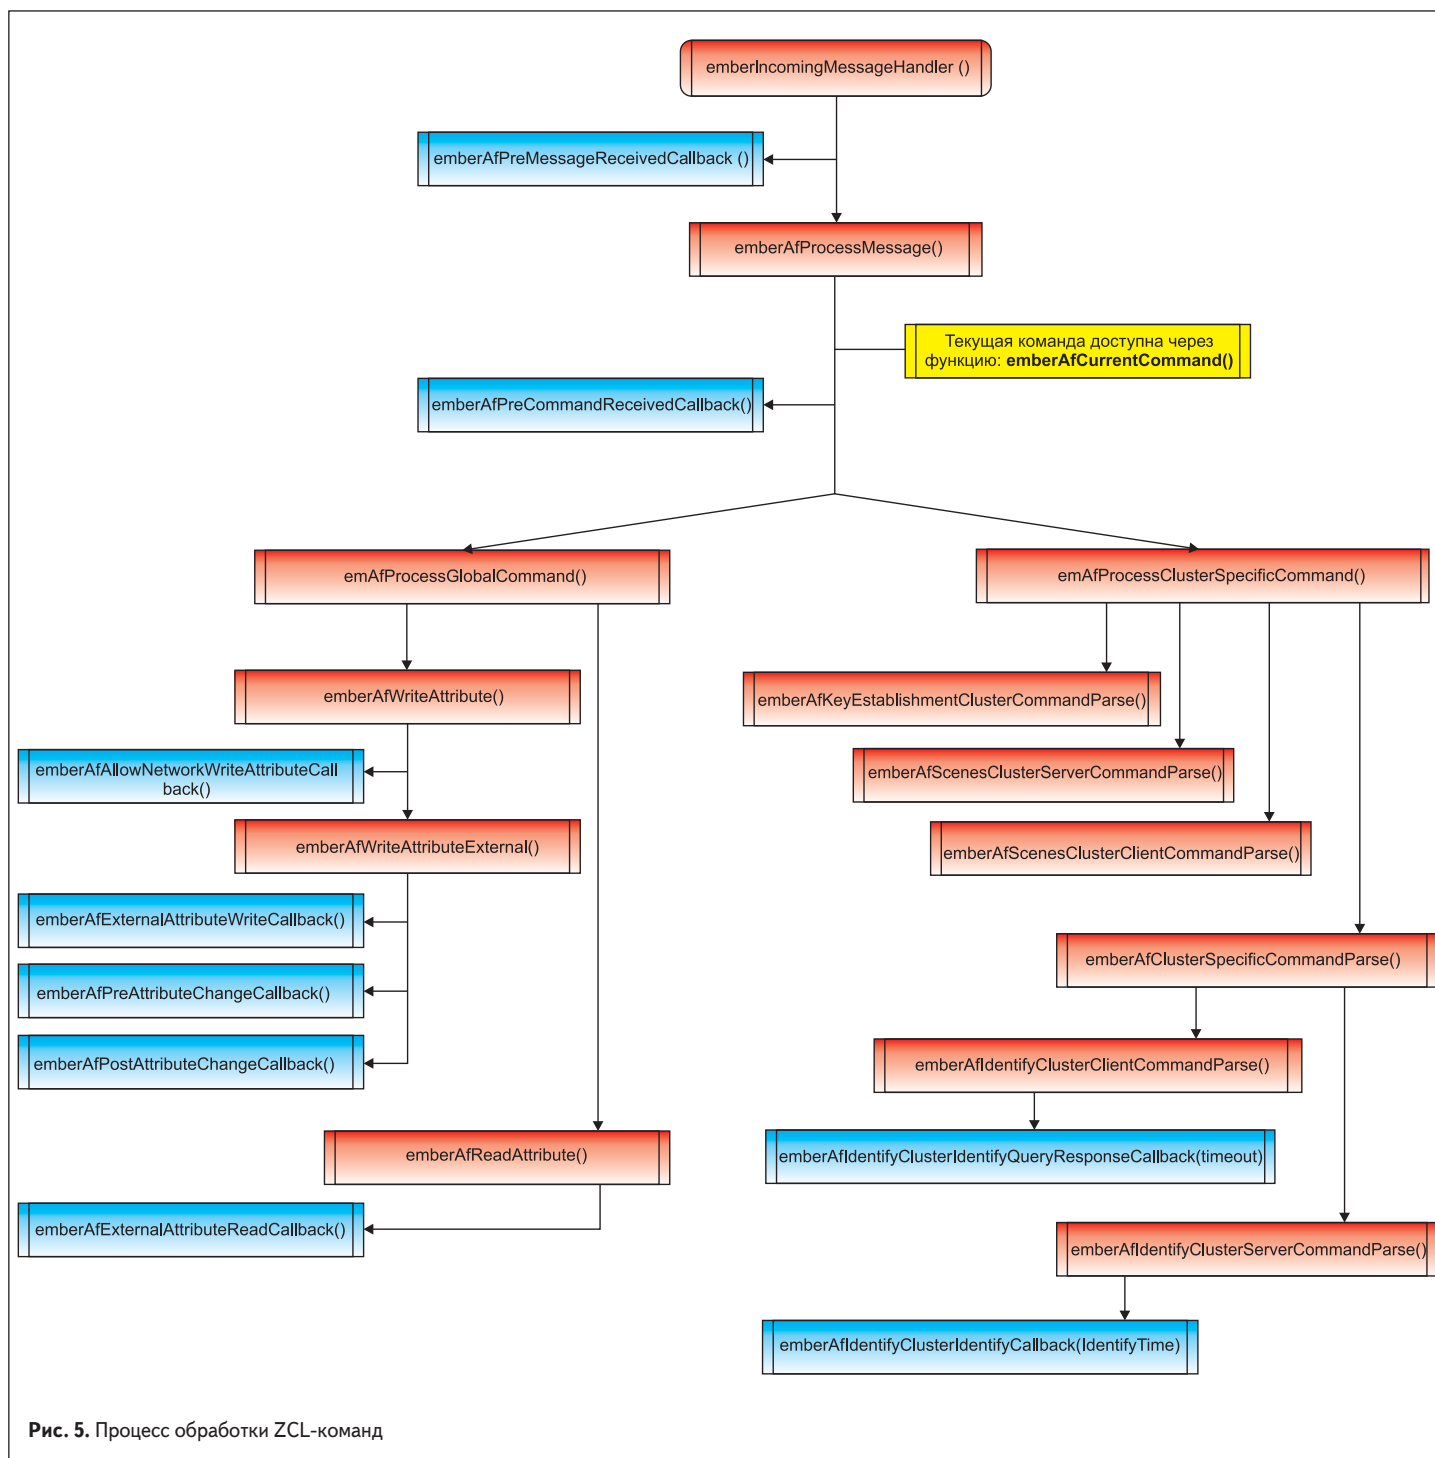 emberIncomingMessageHandler ()
emberAfPreMessageReceivedCallback ()
emberAfProcessMessage()
Текущая команда доступна через
функцию: emberAfCurrentCommand()
emberAfPreCommandReceivedCallback()
emAfProcessGlobalCommand()
emAfProcessClusterSpecificCommand()
emberAfWriteAttribute()
emberAfKeyEstablishmentClusterCommandParse()
emberAfAllowNetworkWriteAttributeCall
back()
emberAfScenesClusterServerCommandParse()
emberAfWriteAttributeExternal()
emberAfScenesClusterClientCommandParse()
emberAfExternalAttributeWriteCallback()
emberAfClusterSpecificCommandParse()
emberAfPreAttributeChangeCallback()
emberAfPostAttributeChangeCallback()
emberAfIdentifyClusterClientCommandParse()
emberAfReadAttribute()
emberAfIdentifyClusterIdentifyQueryResponseCallback(timeout)
emberAfExternalAttributeReadCallback()
emberAfIdentifyClusterServerCommandParse()
emberAfIdentifyClusterIdentifyCallback(IdentifyTime)
Рис. 5. Процесс обработки ZCL-команд